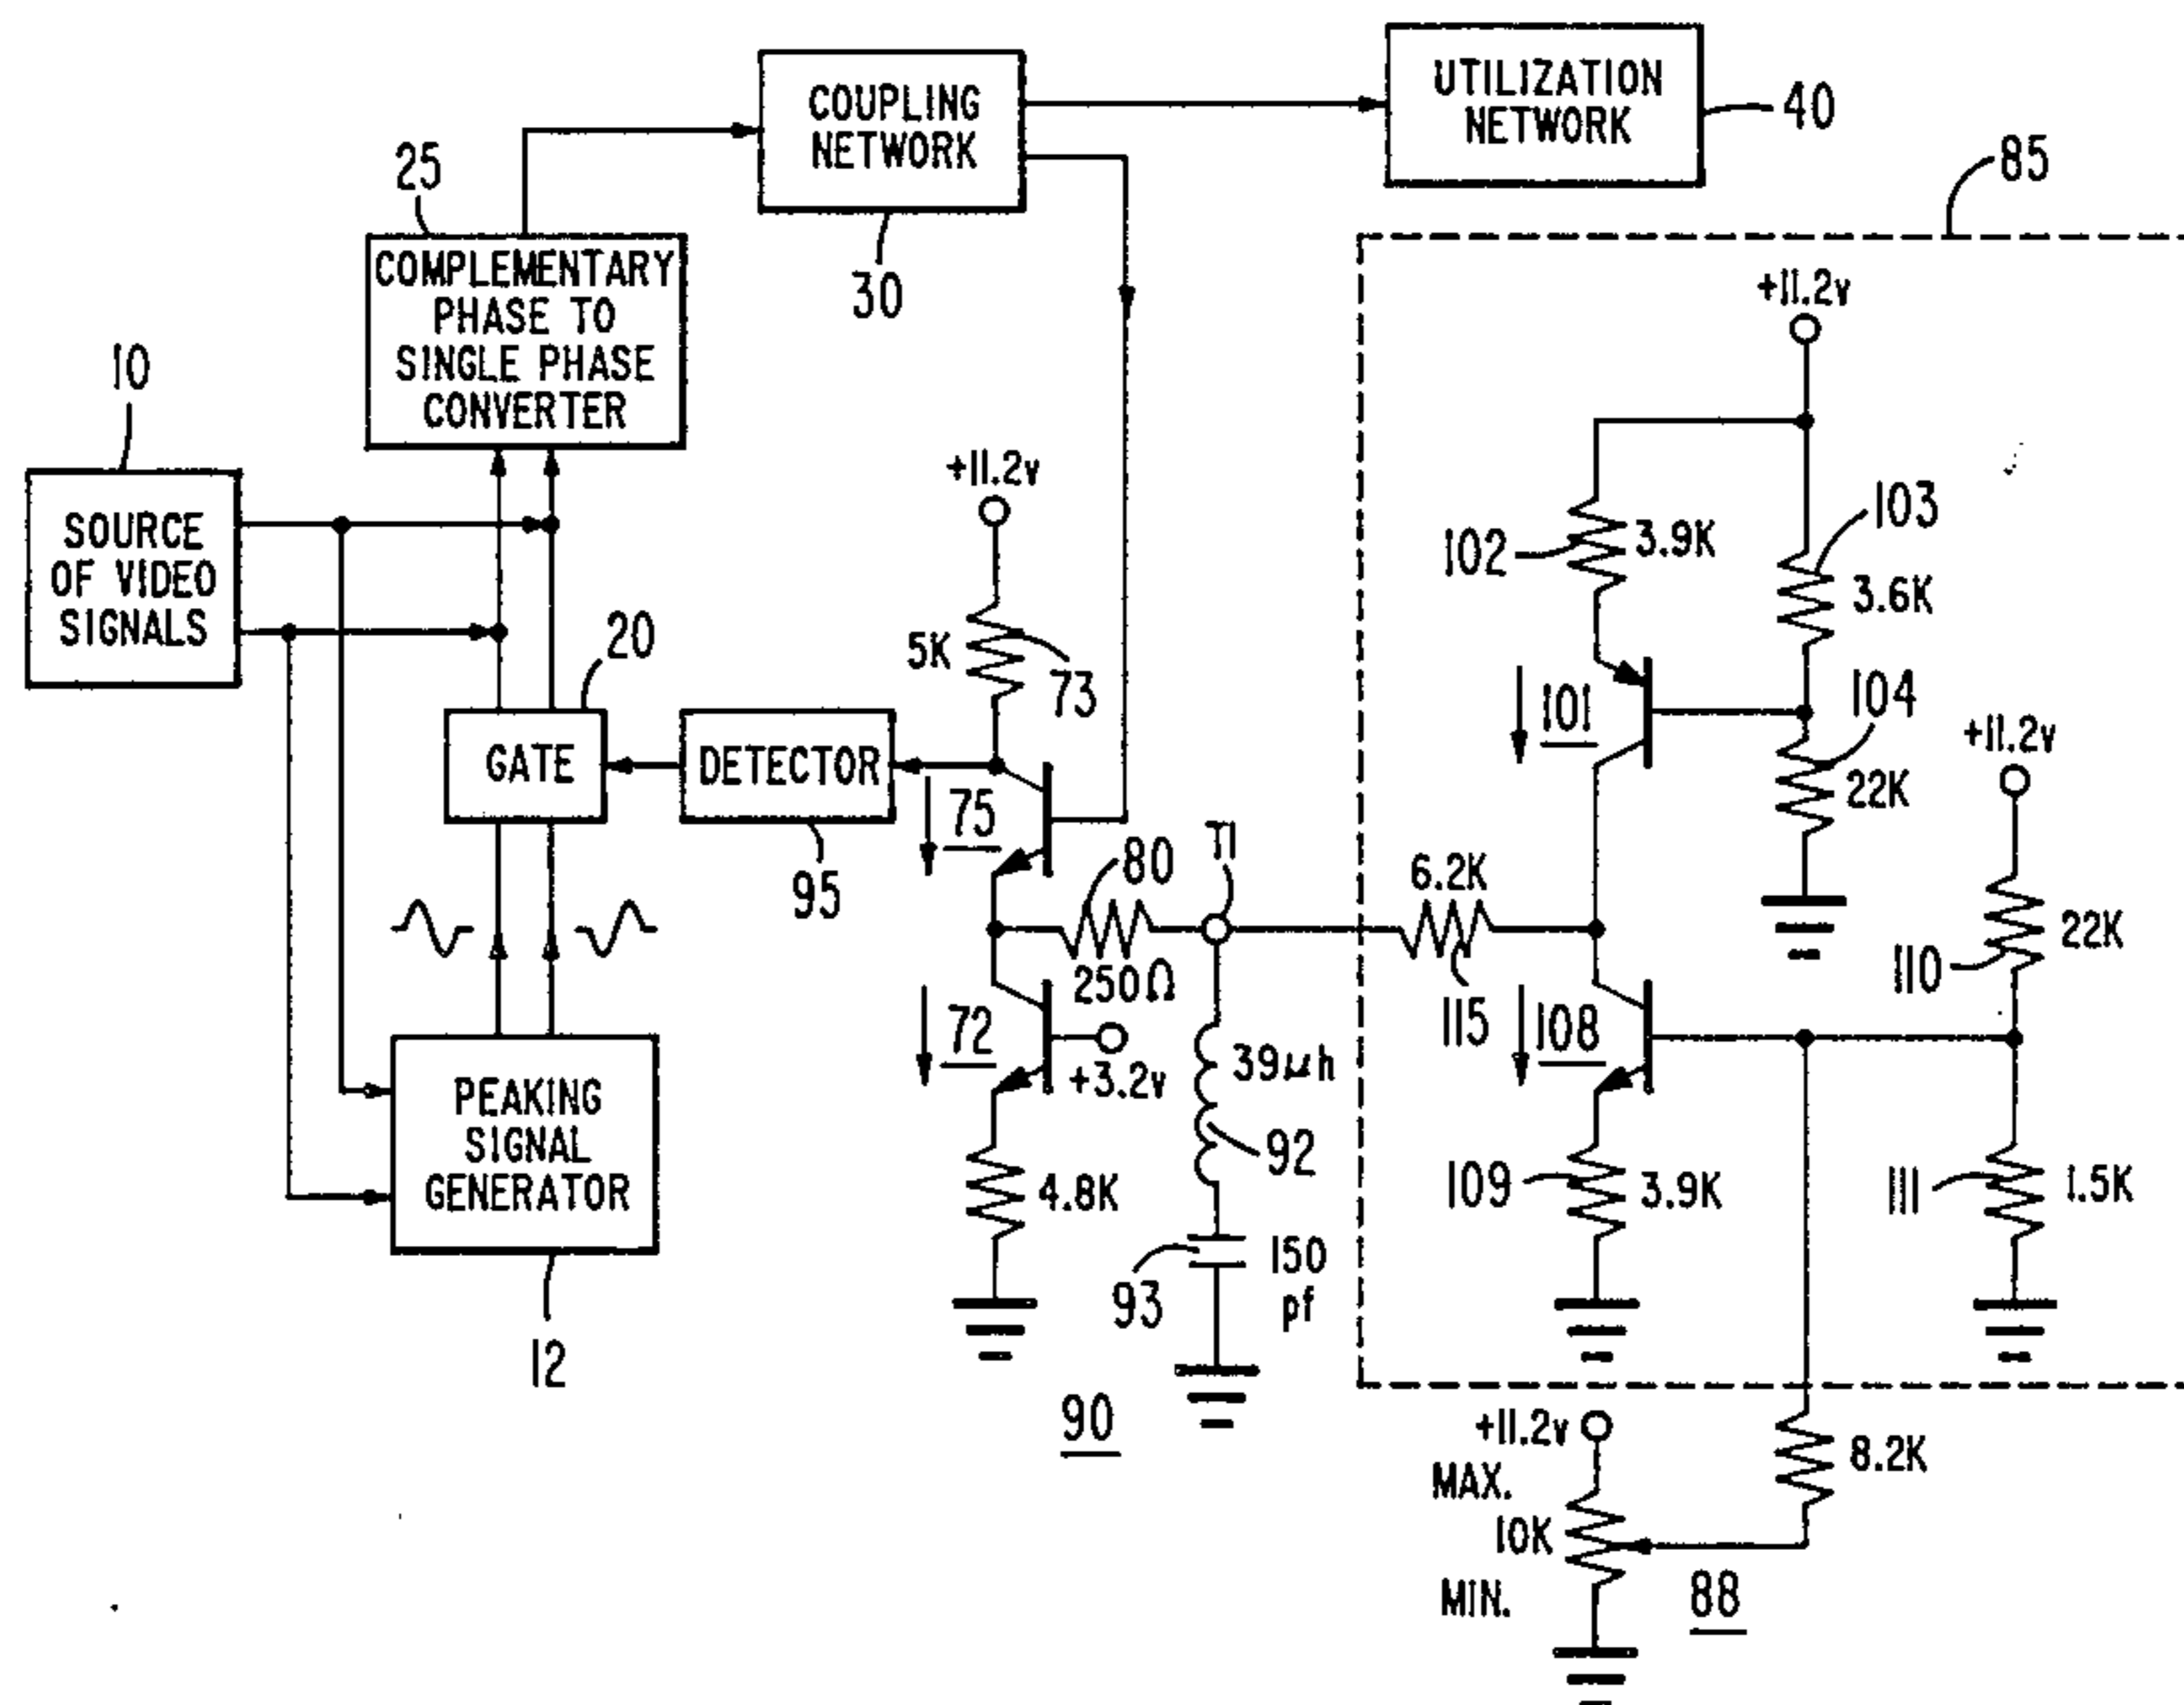 COUPLING
NETWORK
30
UTILIZATION
NETWORK
40
25
COMPLEMENTARY
PHASE TO
SINGLE PHASE
CONVERTER
85
10
SOURCE
OF VIDEO
SIGNALS
+11.2v
+11.2v
102
3.9K
103
3.6K
20
5K
73
101
104
22K
+11.2v
GATE
DETECTOR
75
95
80
T1
250Ω
6.2K
115
110
22K
72
+3.2v
39μh
92
108
PEAKING
SIGNAL
GENERATOR
12
4.8K
93
150
pf
109
3.9K
111
1.5K
90
+11.2v
MAX.
10K
MIN.
8.2K
88